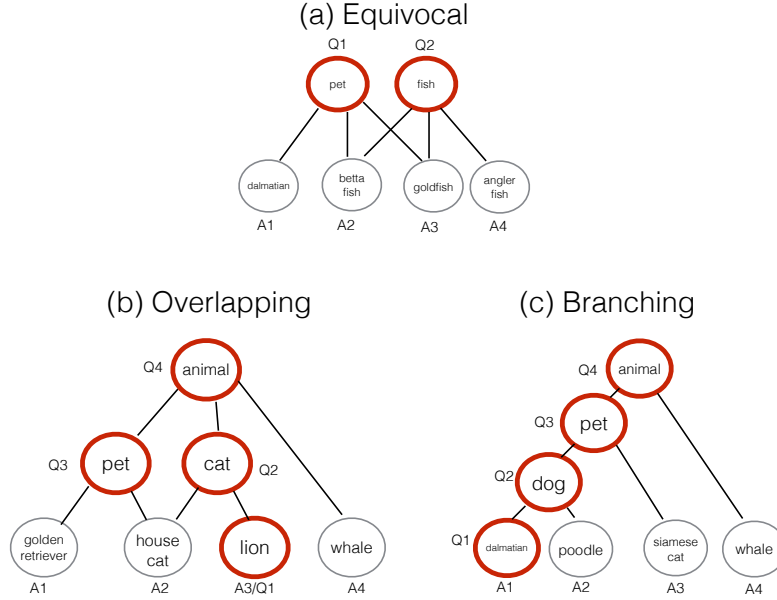 (a) Equivocal
Q1 Q2
pet fish
dalmatian
betta
fish
goldfish
angler
fish
A1 A2 A3 A4
(b) Overlapping
Q4 animal
Q3 pet cat Q2
golden
retriever
house
cat
lion
whale
A1 A2 A3/Q1 A4
(c) Branching
Q4 animal
Q3 pet
Q2 dog
Q1 dalmatian
poodle
siamese
cat
whale
A1 A2 A3 A4